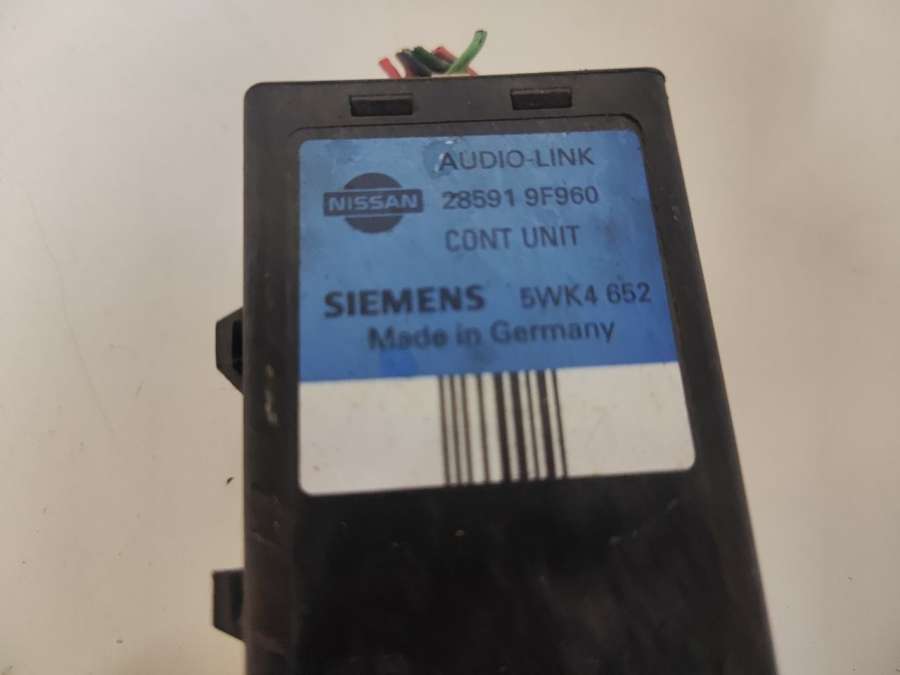 AUDIO-LINK
NISSAN 28591 9F960
CONT UNIT
SIEMENS 5WK4 652
Made in Germany